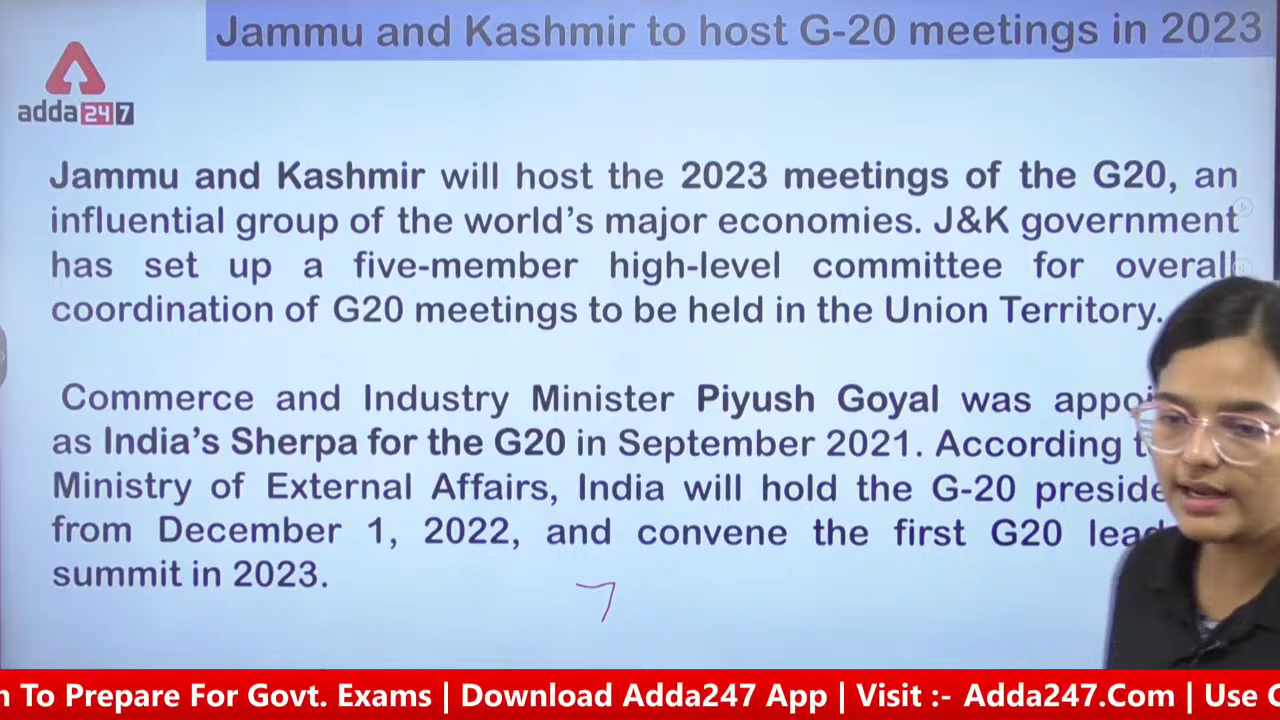 Jammu and Kashmir to host G-20 meetings in 2023
adda247
Jammu and Kashmir will host the 2023 meetings of the G20, an
influential group of the world's major economies. J&K government
has set up a five-member high-level committee for overall
coordination of G20 meetings to be held in the Union Territory.
Commerce and Industry Minister Piyush Goyal was
as India's Sherpa for the G20 in September 2021. According
Ministry of External Affairs, India will hold the G-20
from December 1, 2022, and convene the first G20
summit in 2023.
To Prepare For Govt. Exams | Download Adda247 App | Visit :- Adda247.Com | Use